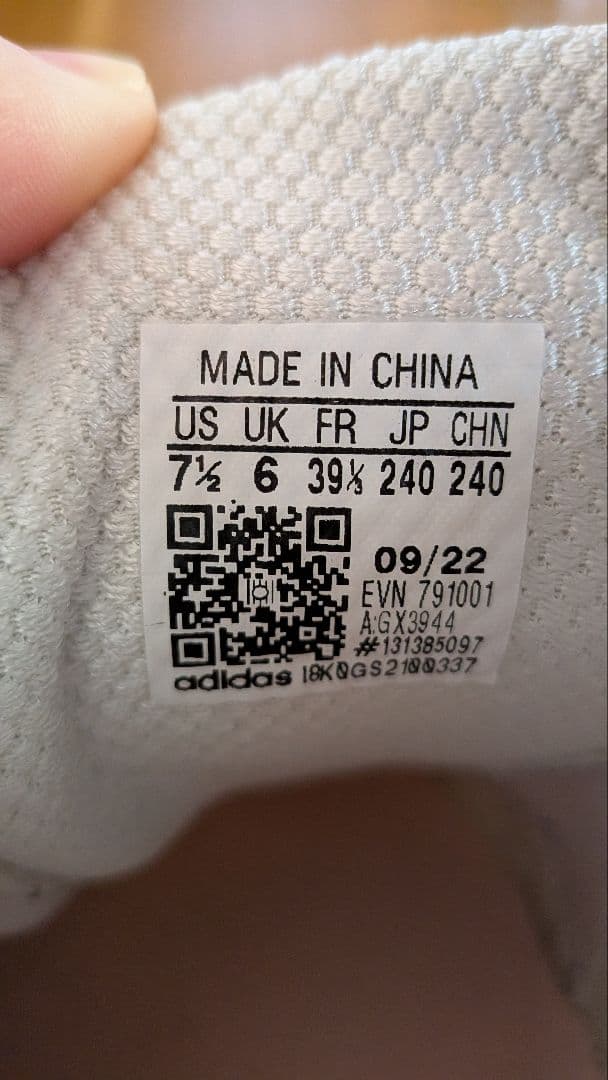 MADE IN CHINA
US UK FR JP CHN
7½ 6 39⅓ 240 240
09/22
EVN 791001
A:GX3944
#131385097
adidas 18K0GS2100337